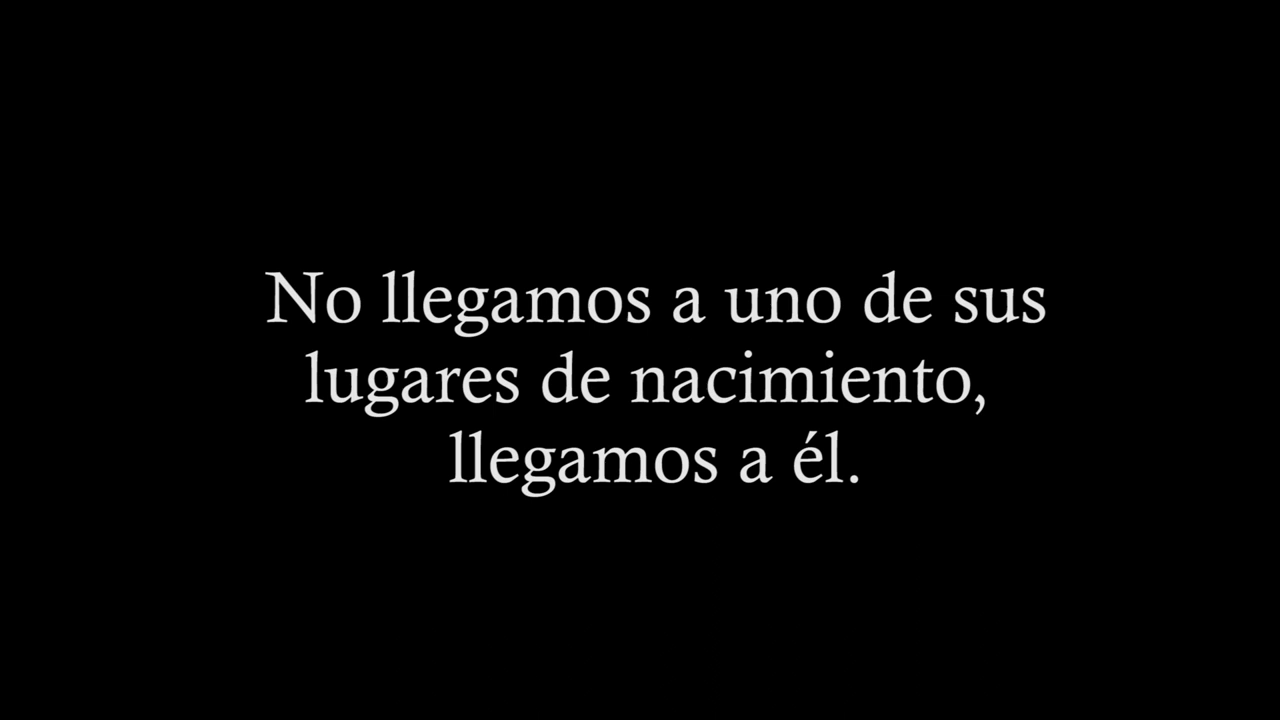 No llegamos a uno de sus
lugares de nacimiento,
llegamos a él.